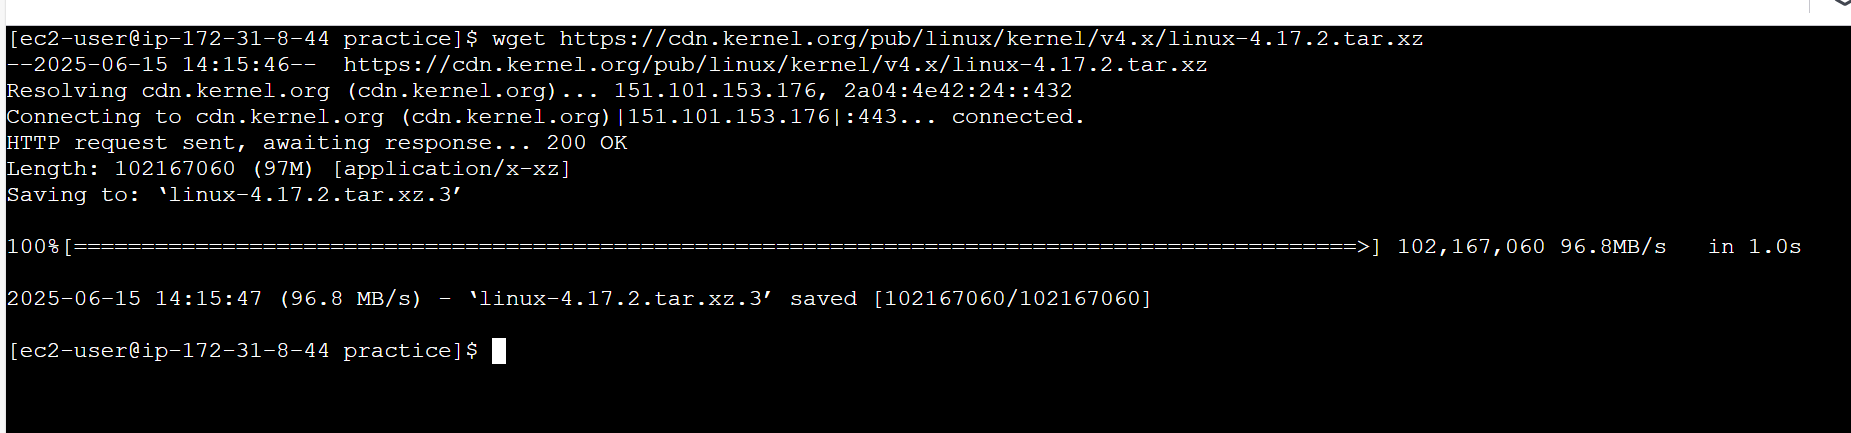 [ec2-user@ip-172-31-8-44 practice]$ wget https://cdn.kernel.org/pub/linux/kernel/v4.x/linux-4.17.2.tar.xz
--2025-06-15 14:15:46--  https://cdn.kernel.org/pub/linux/kernel/v4.x/linux-4.17.2.tar.xz
Resolving cdn.kernel.org (cdn.kernel.org)... 151.101.153.176, 2a04:4e42:24::432
Connecting to cdn.kernel.org (cdn.kernel.org)|151.101.153.176|:443... connected.
HTTP request sent, awaiting response... 200 OK
Length: 102167060 (97M) [application/x-xz]
Saving to: ‘linux-4.17.2.tar.xz.3’
100%[===============================================================================================>] 102,167,060 96.8MB/s   in 1.0s
2025-06-15 14:15:47 (96.8 MB/s) - ‘linux-4.17.2.tar.xz.3’ saved [102167060/102167060]
[ec2-user@ip-172-31-8-44 practice]$